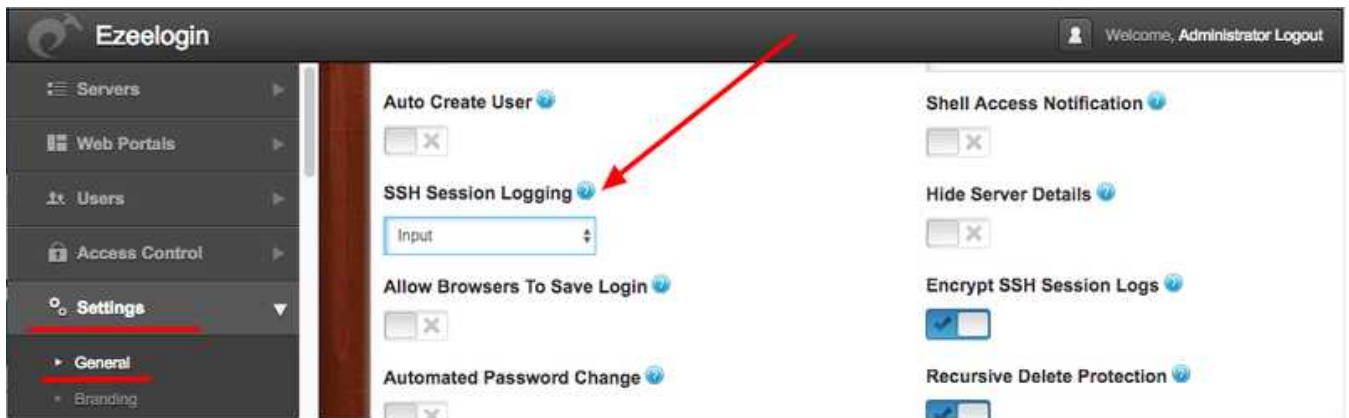 Ezeelogin
Welcome, Administrator Logout
Servers
Web Portals
Users
Access Control
Settings
General
Branding
Auto Create User
Shell Access Notification
SSH Session Logging
Input
Hide Server Details
Allow Browsers To Save Login
Encrypt SSH Session Logs
Automated Password Change
Recursive Delete Protection